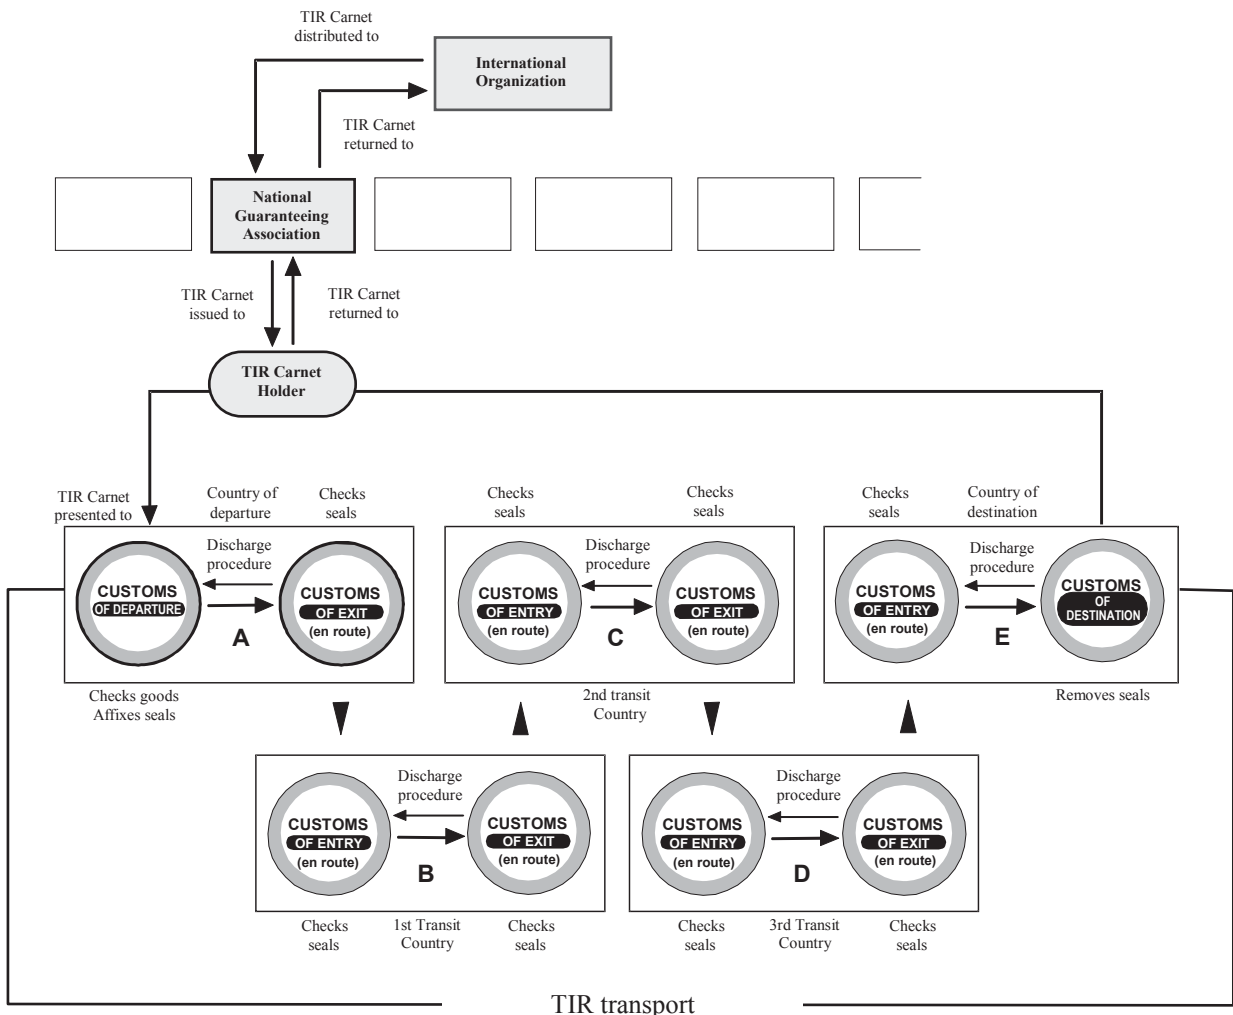 TIR Carnet
distributed to
International
Organization
TIR Carnet
returned to
National
Guaranteeing
Association
TIR Carnet
issued to
TIR Carnet
returned to
TIR Carnet
Holder
TIR Carnet
presented to
Country of
departure
Checks
seals
Discharge
procedure
CUSTOMS
OF DEPARTURE
CUSTOMS
OF EXIT
(en route)
A
Checks goods
Affixes seals
Checks
seals
Checks
seals
Discharge
procedure
CUSTOMS
OF ENTRY
(en route)
CUSTOMS
OF EXIT
(en route)
C
2nd transit
Country
Checks
seals
Country of
destination
Discharge
procedure
CUSTOMS
OF ENTRY
(en route)
CUSTOMS
OF
DESTINATION
E
Removes seals
Discharge
procedure
CUSTOMS
OF ENTRY
(en route)
CUSTOMS
OF EXIT
(en route)
B
Checks
seals
1st Transit
Country
Checks
seals
Discharge
procedure
CUSTOMS
OF ENTRY
(en route)
CUSTOMS
OF EXIT
(en route)
D
Checks
seals
3rd Transit
Country
Checks
seals
TIR transport